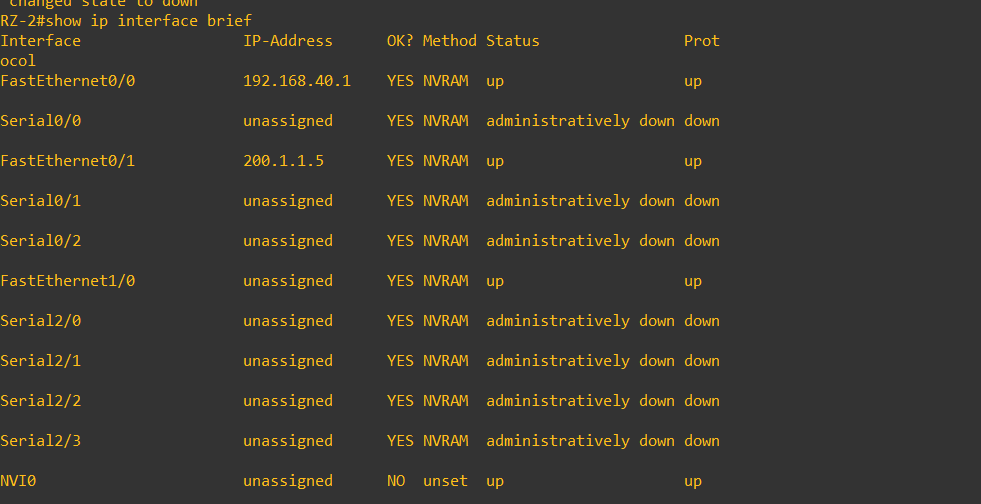 changed state to down
RZ-2#show ip interface brief
Interface                  IP-Address      OK? Method Status                Prot
ocol
FastEthernet0/0            192.168.40.1    YES NVRAM  up                    up
Serial0/0                  unassigned      YES NVRAM  administratively down down
FastEthernet0/1            200.1.1.5       YES NVRAM  up                    up
Serial0/1                  unassigned      YES NVRAM  administratively down down
Serial0/2                  unassigned      YES NVRAM  administratively down down
FastEthernet1/0            unassigned      YES NVRAM  up                    up
Serial2/0                  unassigned      YES NVRAM  administratively down down
Serial2/1                  unassigned      YES NVRAM  administratively down down
Serial2/2                  unassigned      YES NVRAM  administratively down down
Serial2/3                  unassigned      YES NVRAM  administratively down down
NVI0                       unassigned      NO  unset  up                    up